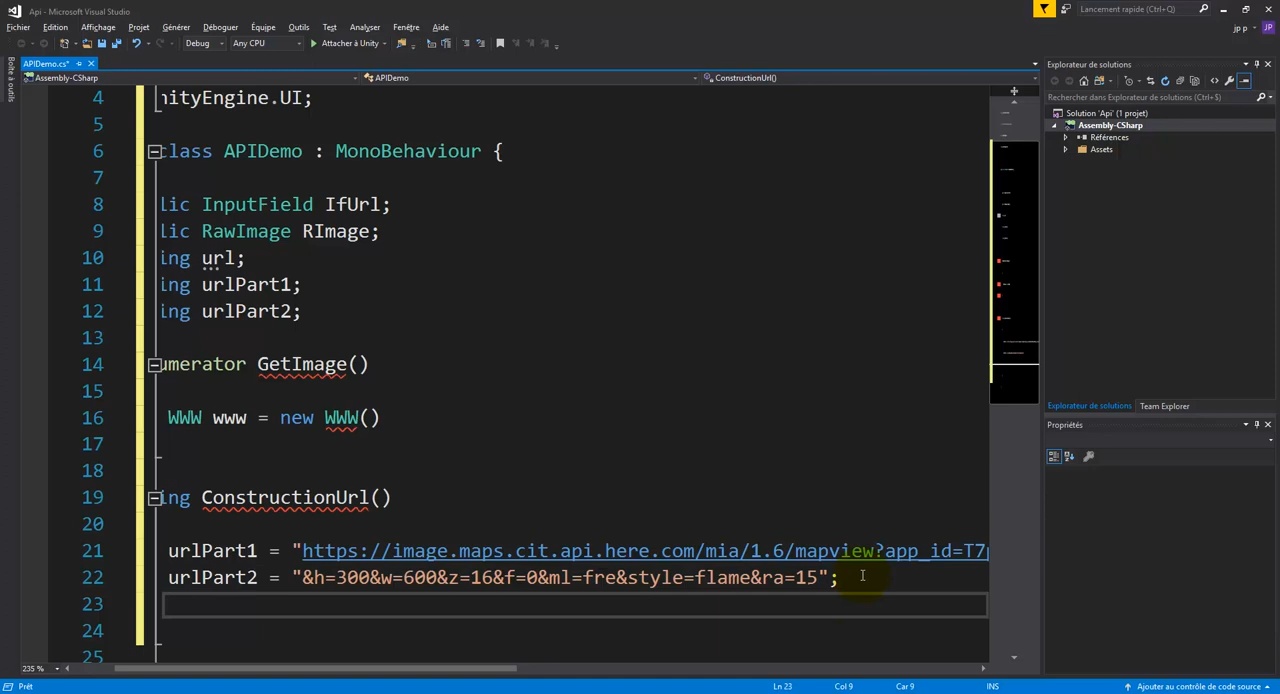 Api - Microsoft Visual Studio
Lancement rapide (Ctrl+Q)
Fichier Edition Affichage Projet Générer Déboguer Équipe Outils Test Analyser Fenêtre Aide
jp p JP
Debug Any CPU Attacher à Unity
Boîte à outils
APIDemo.cs*
Assembly-CSharp APIDemo ConstructionUrl()
4 nityEngine.UI;
5
6 class APIDemo : MonoBehaviour {
7
8 lic InputField IfUrl;
9 lic RawImage RImage;
10 ing url;
11 ing urlPart1;
12 ing urlPart2;
13
14 umerator GetImage()
15
16 WWW www = new WWW()
17
18
19 ing ConstructionUrl()
20
21 urlPart1 = "https://image.maps.cit.api.here.com/mia/1.6/mapview?app_id=T7
22 urlPart2 = "&h=300&w=600&z=16&f=0&ml=fre&style=flame&ra=15";
23
24
25
235 %
Explorateur de solutions
Rechercher dans Explorateur de solutions (Ctrl+$)
Solution 'Api' (1 projet)
Assembly-CSharp
Références
Assets
Explorateur de solutions Team Explorer
Propriétés
Prêt Ln 23 Col 9 Car 9 INS Ajouter au contrôle de code source